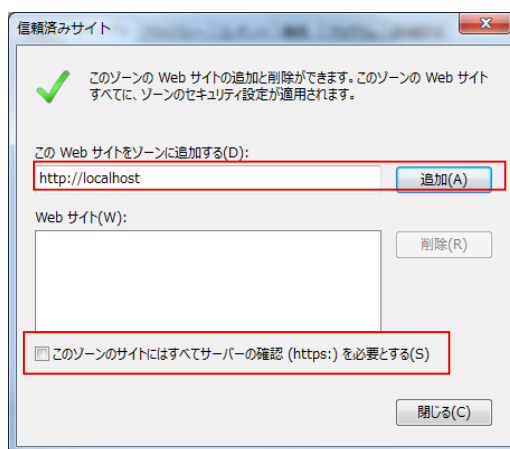 信頼済みサイト
このゾーンの Web サイトの追加と削除ができます。このゾーンの Web サイト
すべてに、ゾーンのセキュリティ設定が適用されます。
この Web サイトをゾーンに追加する(D):
http://localhost
追加(A)
Web サイト(W):
削除(R)
このゾーンのサイトにはすべてサーバーの確認 (https:) を必要とする(S)
閉じる(C)